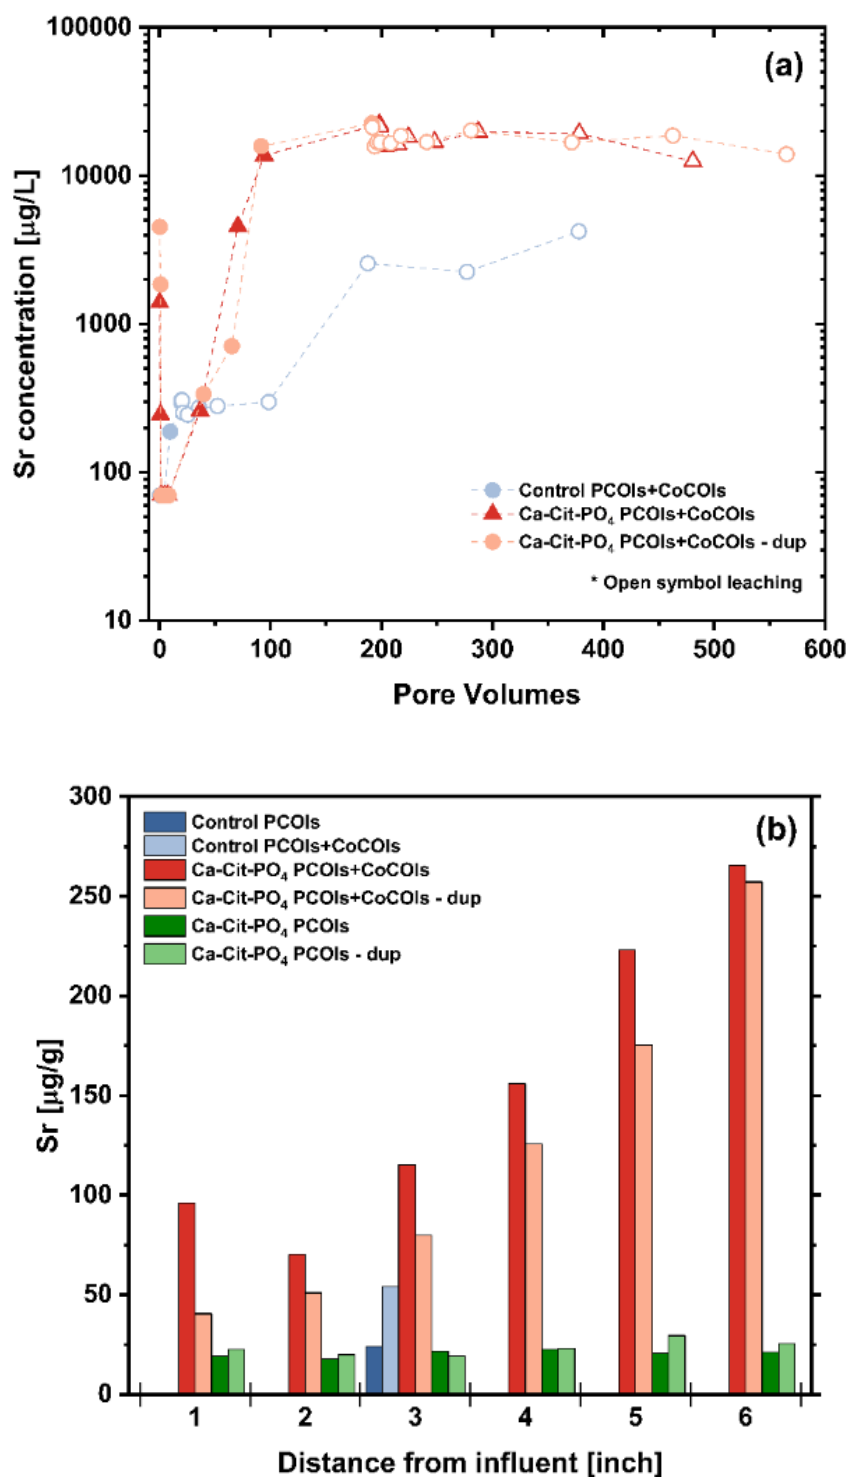 (a)
100000
10000
1000
100
10
Sr concentration [µg/L]
Control PCOIs+CoCOIs
Ca-Cit-PO₄ PCOIs+CoCOIs
Ca-Cit-PO₄ PCOIs+CoCOIs - dup
* Open symbol leaching
0 100 200 300 400 500 600
Pore Volumes
(b)
300
250
200
150
100
50
0
Sr [µg/g]
Control PCOIs
Control PCOIs+CoCOIs
Ca-Cit-PO₄ PCOIs+CoCOIs
Ca-Cit-PO₄ PCOIs+CoCOIs - dup
Ca-Cit-PO₄ PCOIs
Ca-Cit-PO₄ PCOIs - dup
1 2 3 4 5 6
Distance from influent [inch]